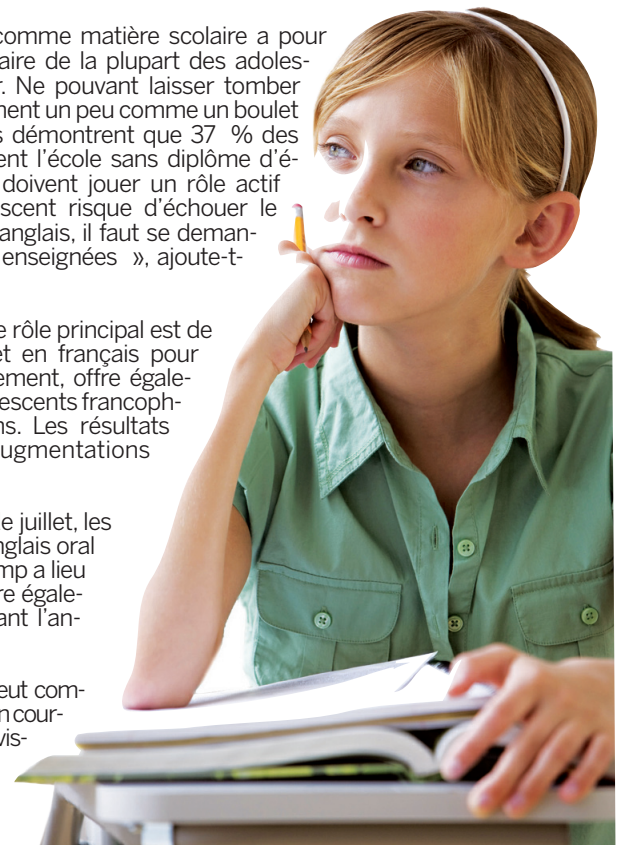 comme matière scolaire a pour
aire de la plupart des adoles-
r. Ne pouvant laisser tomber
nent un peu comme un boulet
s démontrent que 37 % des
ent l'école sans diplôme d'é-
doivent jouer un rôle actif
scent risque d'échouer le
anglais, il faut se deman-
enseignées », ajoute-t-
e rôle principal est de
et en français pour
ement, offre égale-
escents francoph-
ns. Les résultats
ugmentations
e juillet, les
nglais oral
mp a lieu
re égale-
ant l'an-
eut com-
n cour-
vis-